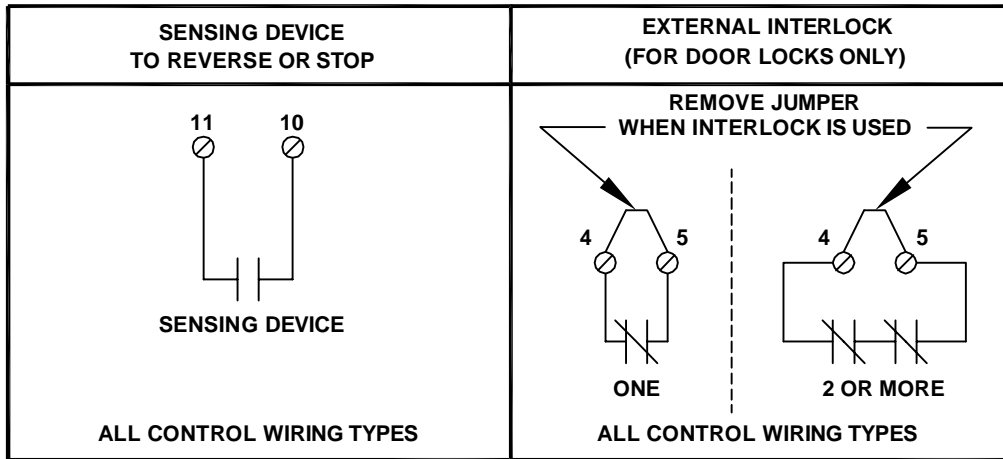 SENSING DEVICE
TO REVERSE OR STOP
EXTERNAL INTERLOCK
(FOR DOOR LOCKS ONLY)
11 10
SENSING DEVICE
ALL CONTROL WIRING TYPES
REMOVE JUMPER
WHEN INTERLOCK IS USED
4 5
ONE
4 5
2 OR MORE
ALL CONTROL WIRING TYPES